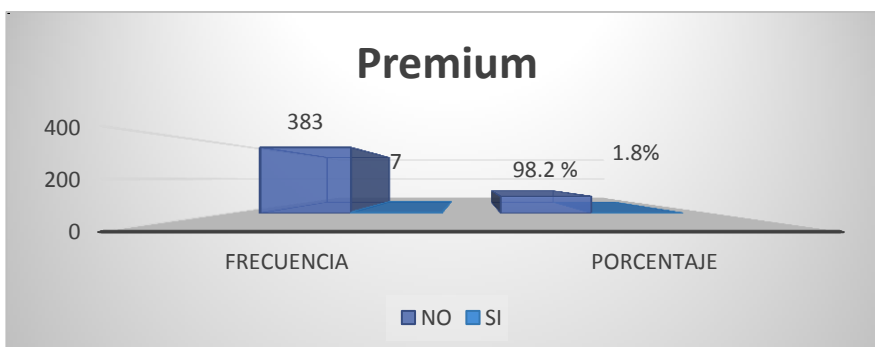 Premium
400
200
0
383
7
98.2 %
1.8%
FRECUENCIA
PORCENTAJE
NO
SI